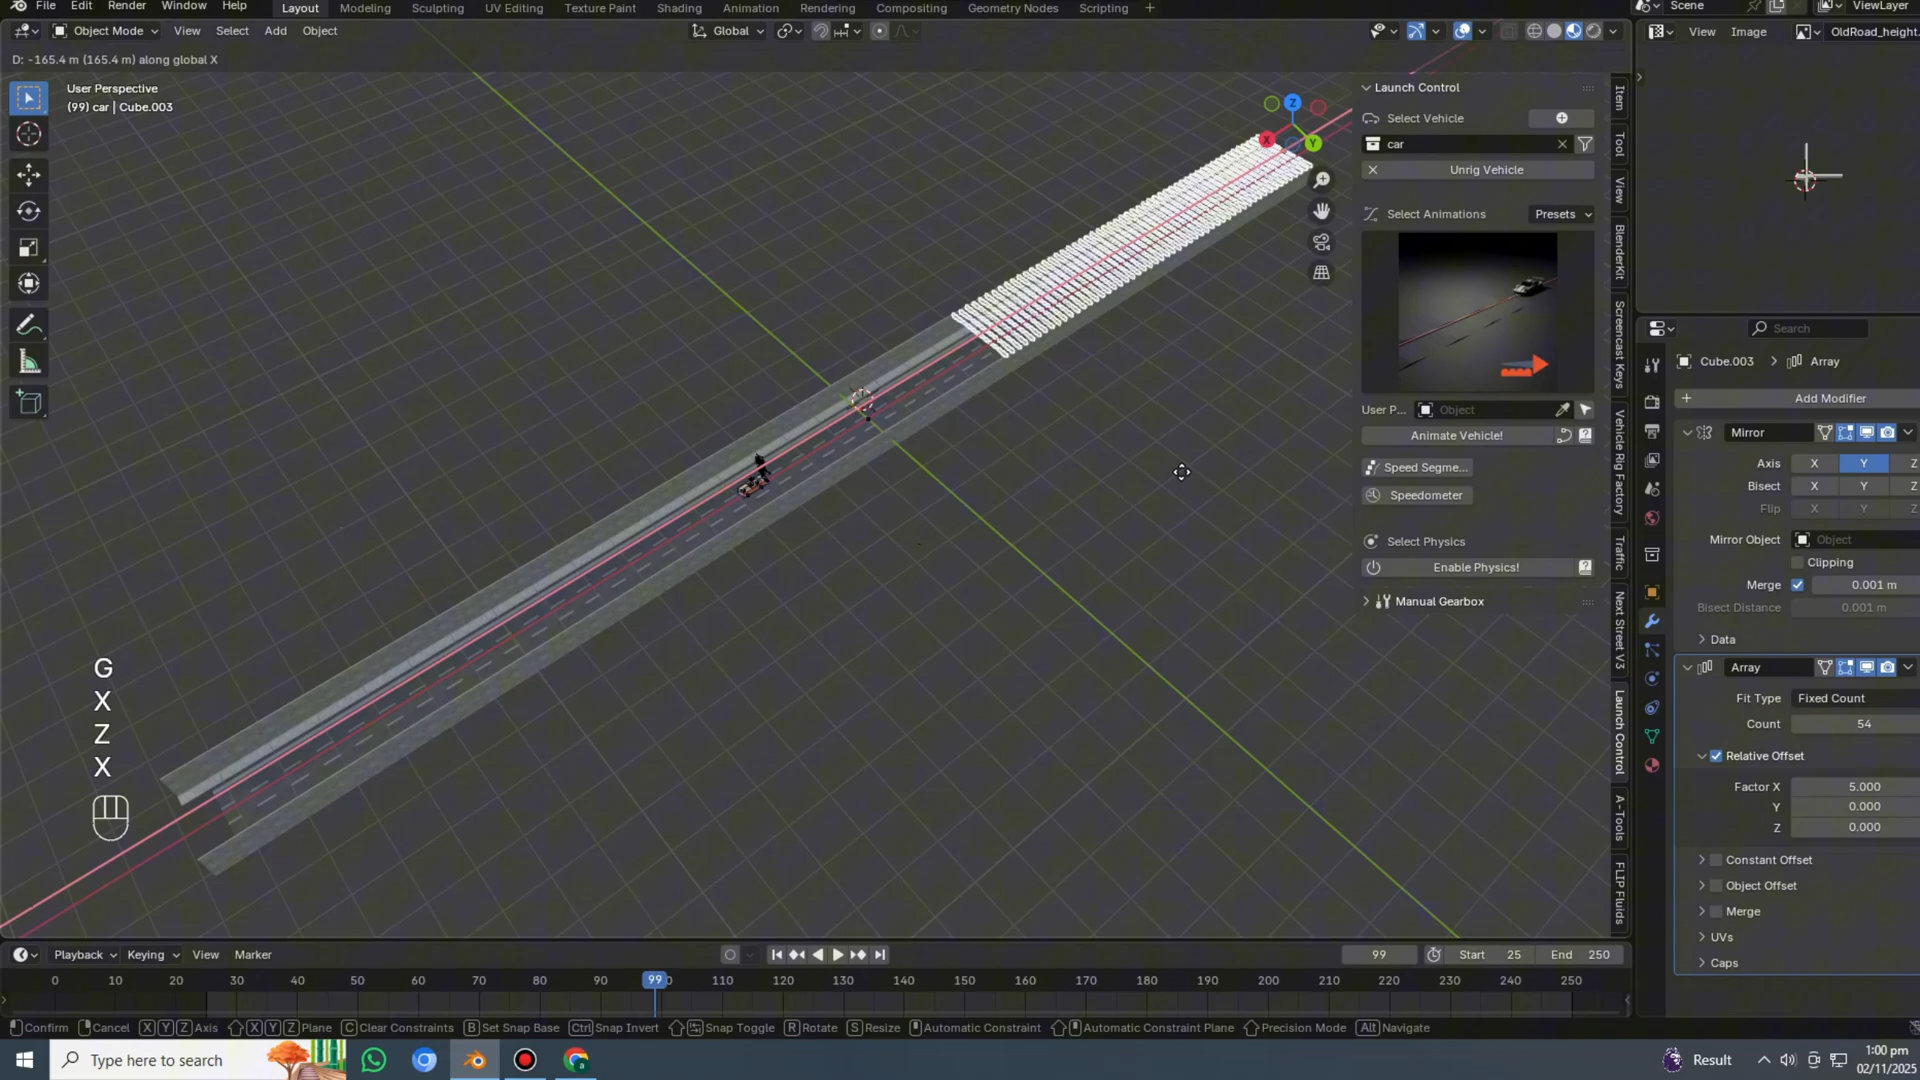 File Edit Render Window Help Layout Modeling Sculpting UV Editing Texture Paint Shading Animation Rendering Compositing Geometry Nodes Scripting + Scene ViewLayer
Object Mode View Select Add Object Global View Image OldRoad_height.
D: -165.4 m (165.4 m) along global X
User Perspective
(99) car | Cube.003
Z
X
Y
G
X
Z
X
Launch Control
Select Vehicle
car
Unrig Vehicle
Select Animations Presets
User P... Object
Animate Vehicle!
Speed Segme...
Speedometer
Select Physics
Enable Physics!
Manual Gearbox
Item
Tool
View
BlenderKit
Screencast Keys
Vehicle Rig Factory
Traffic
Next Street V3
Launch Control
A-Tools
FLIP Fluids
Search
Cube.003 > Array
+ Add Modifier
Mirror
Axis X Y Z
Bisect X Y Z
Flip X Y Z
Mirror Object Object
Clipping
Merge 0.001 m
Bisect Distance 0.001 m
Data
Array
Fit Type Fixed Count
Count 54
Relative Offset
Factor X 5.000
Y 0.000
Z 0.000
Constant Offset
Object Offset
Merge
UVs
Caps
Playback Keying View Marker 99 Start 25 End 250
0 10 20 30 40 50 60 70 80 90 99 110 120 130 140 150 160 170 180 190 200 210 220 230 240 250
Confirm Cancel X Y Z Axis X Y Z Plane C Clear Constraints B Set Snap Base Ctrl Snap Invert Snap Toggle R Rotate S Resize Automatic Constraint Automatic Constraint Plane Precision Mode Alt Navigate
Type here to search Result 1:00 pm
02/11/2025